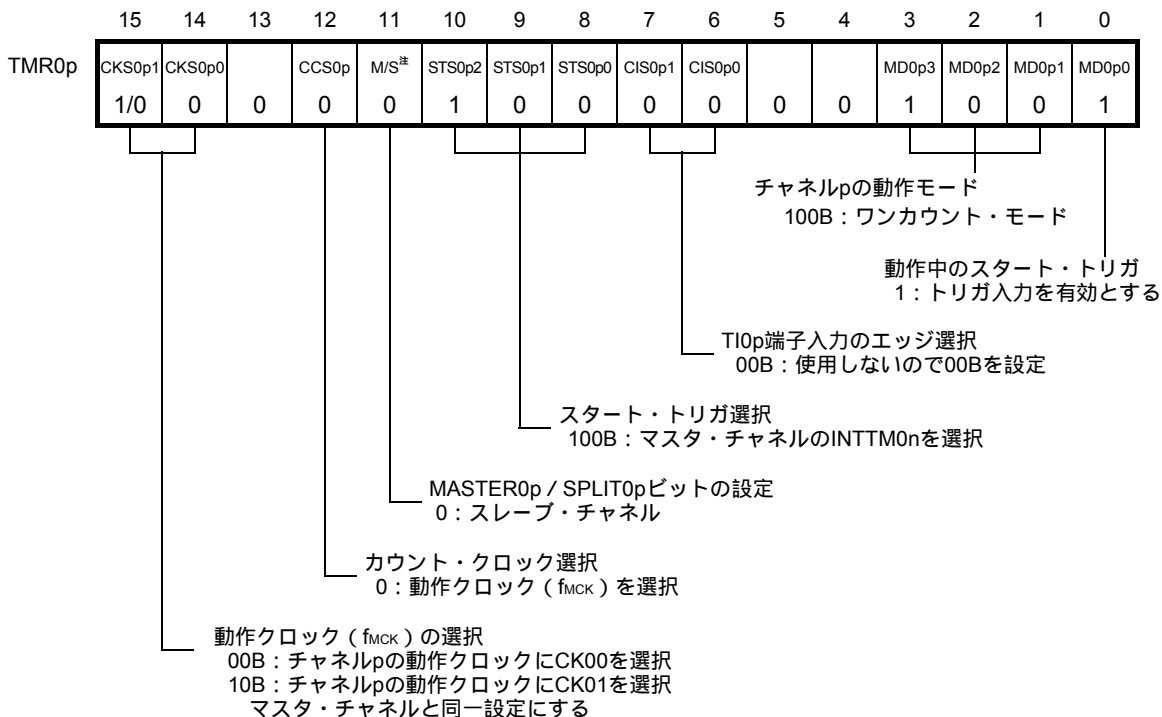 15 14 13 12 11 10 9 8 7 6 5 4 3 2 1 0
TMR0p CKS0p1 CKS0p0 CCS0p M/S注 STS0p2 STS0p1 STS0p0 CIS0p1 CIS0p0 MD0p3 MD0p2 MD0p1 MD0p0
1/0 0 0 0 0 1 0 0 0 0 0 0 1 0 0 1
チャネルpの動作モード
100B：ワンカウント・モード
動作中のスタート・トリガ
1：トリガ入力を有効とする
TI0p端子入力のエッジ選択
00B：使用しないので00Bを設定
スタート・トリガ選択
100B：マスタ・チャネルのINTTM0nを選択
MASTER0p / SPLIT0pビットの設定
0：スレーブ・チャネル
カウント・クロック選択
0：動作クロック（fMCK）を選択
動作クロック（fMCK）の選択
00B：チャネルpの動作クロックにCK00を選択
10B：チャネルpの動作クロックにCK01を選択
マスタ・チャネルと同一設定にする